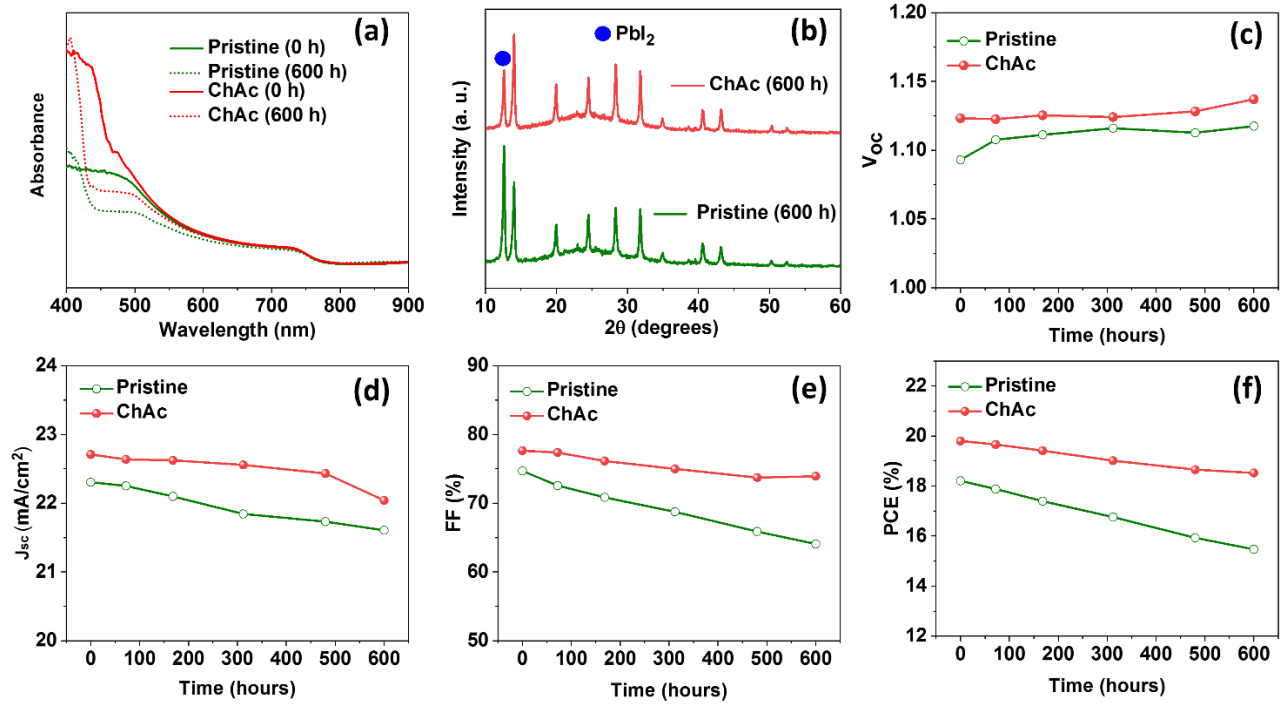 (a)
Pristine (0 h)
Pristine (600 h)
ChAc (0 h)
ChAc (600 h)
Absorbance
400 500 600 700 800 900
Wavelength (nm)
(b)
PbI₂
ChAc (600 h)
Pristine (600 h)
Intensity (a. u.)
10 20 30 40 50 60
2θ (degrees)
(c)
Pristine
ChAc
1.20
1.15
1.10
1.05
1.00
V_OC
0 100 200 300 400 500 600
Time (hours)
(d)
Pristine
ChAc
24
23
22
21
20
J_sc (mA/cm²)
0 100 200 300 400 500 600
Time (hours)
(e)
Pristine
ChAc
90
80
70
60
50
FF (%)
0 100 200 300 400 500 600
Time (hours)
(f)
Pristine
ChAc
22
20
18
16
14
12
PCE (%)
0 100 200 300 400 500 600
Time (hours)